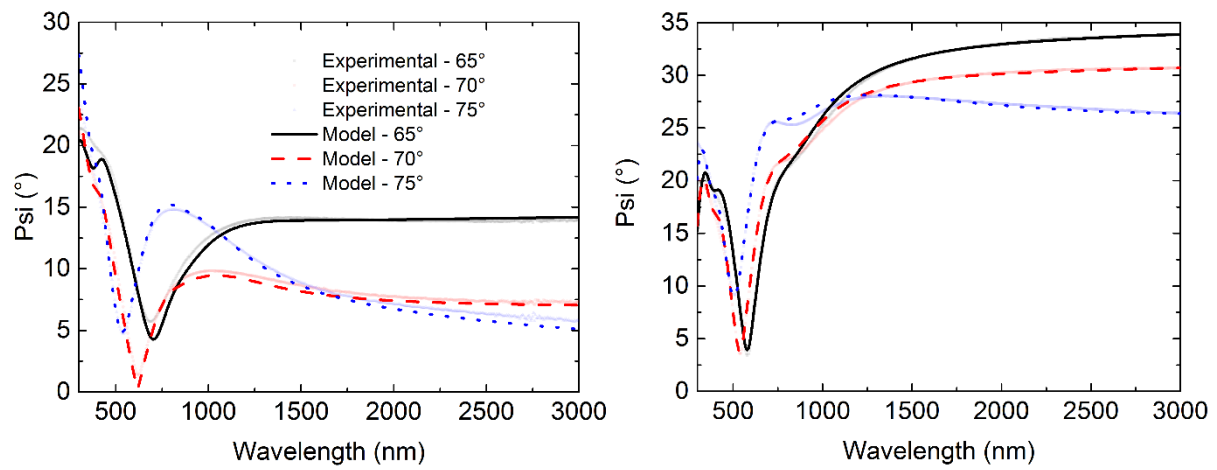 30
25
20
15
10
5
0
Psi (°)
Experimental - 65°
Experimental - 70°
Experimental - 75°
Model - 65°
Model - 70°
Model - 75°
500 1000 1500 2000 2500 3000
Wavelength (nm)
35
30
25
20
15
10
5
0
Psi (°)
500 1000 1500 2000 2500 3000
Wavelength (nm)